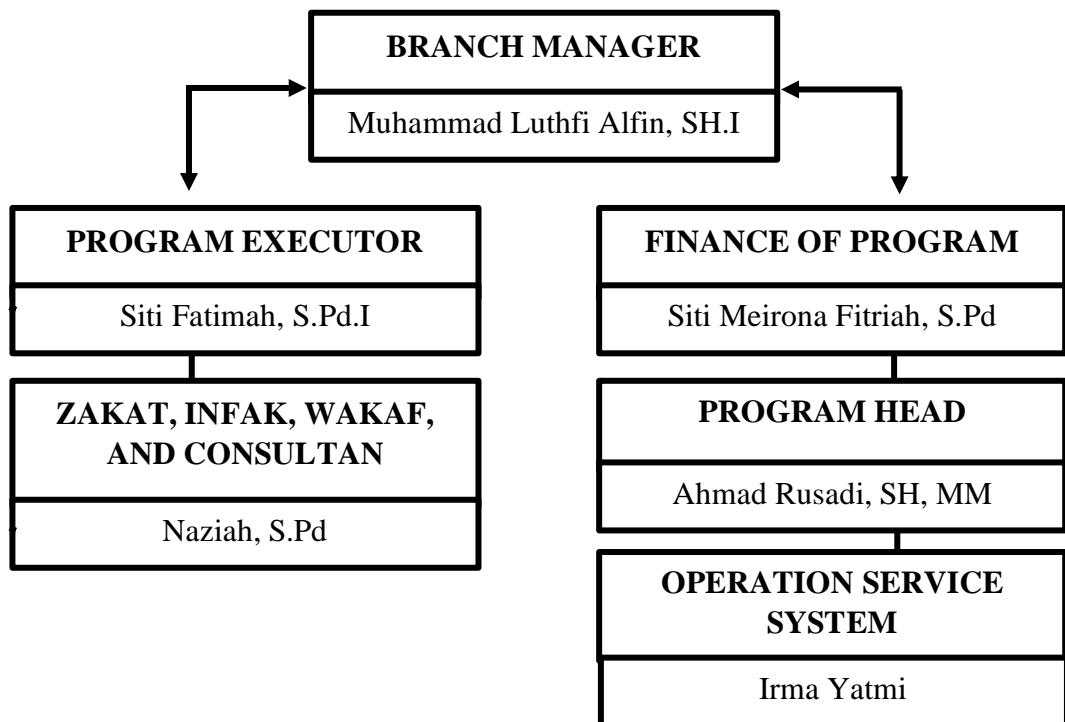 BRANCH MANAGER
Muhammad Luthfi Alfin, SH.I
PROGRAM EXECUTOR
Siti Fatimah, S.Pd.I
ZAKAT, INFAK, WAKAF,
AND CONSULTAN
Naziah, S.Pd
FINANCE OF PROGRAM
Siti Meirona Fitriah, S.Pd
PROGRAM HEAD
Ahmad Rusadi, SH, MM
OPERATION SERVICE
SYSTEM
Irma Yatmi